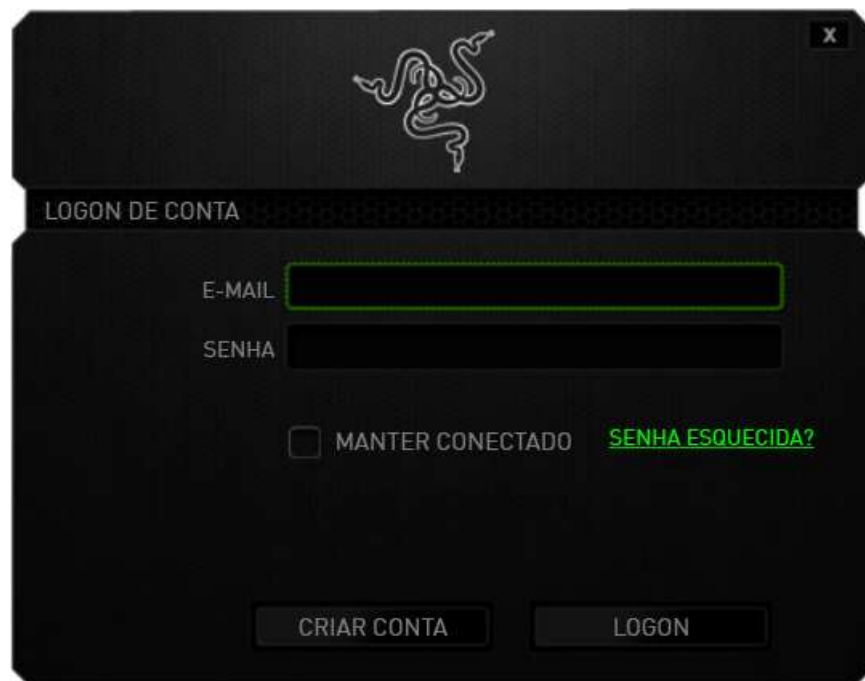 X
LOGON DE CONTA
E-MAIL
SENHA
MANTER CONECTADO SENHA ESQUECIDA?
CRIAR CONTA LOGON